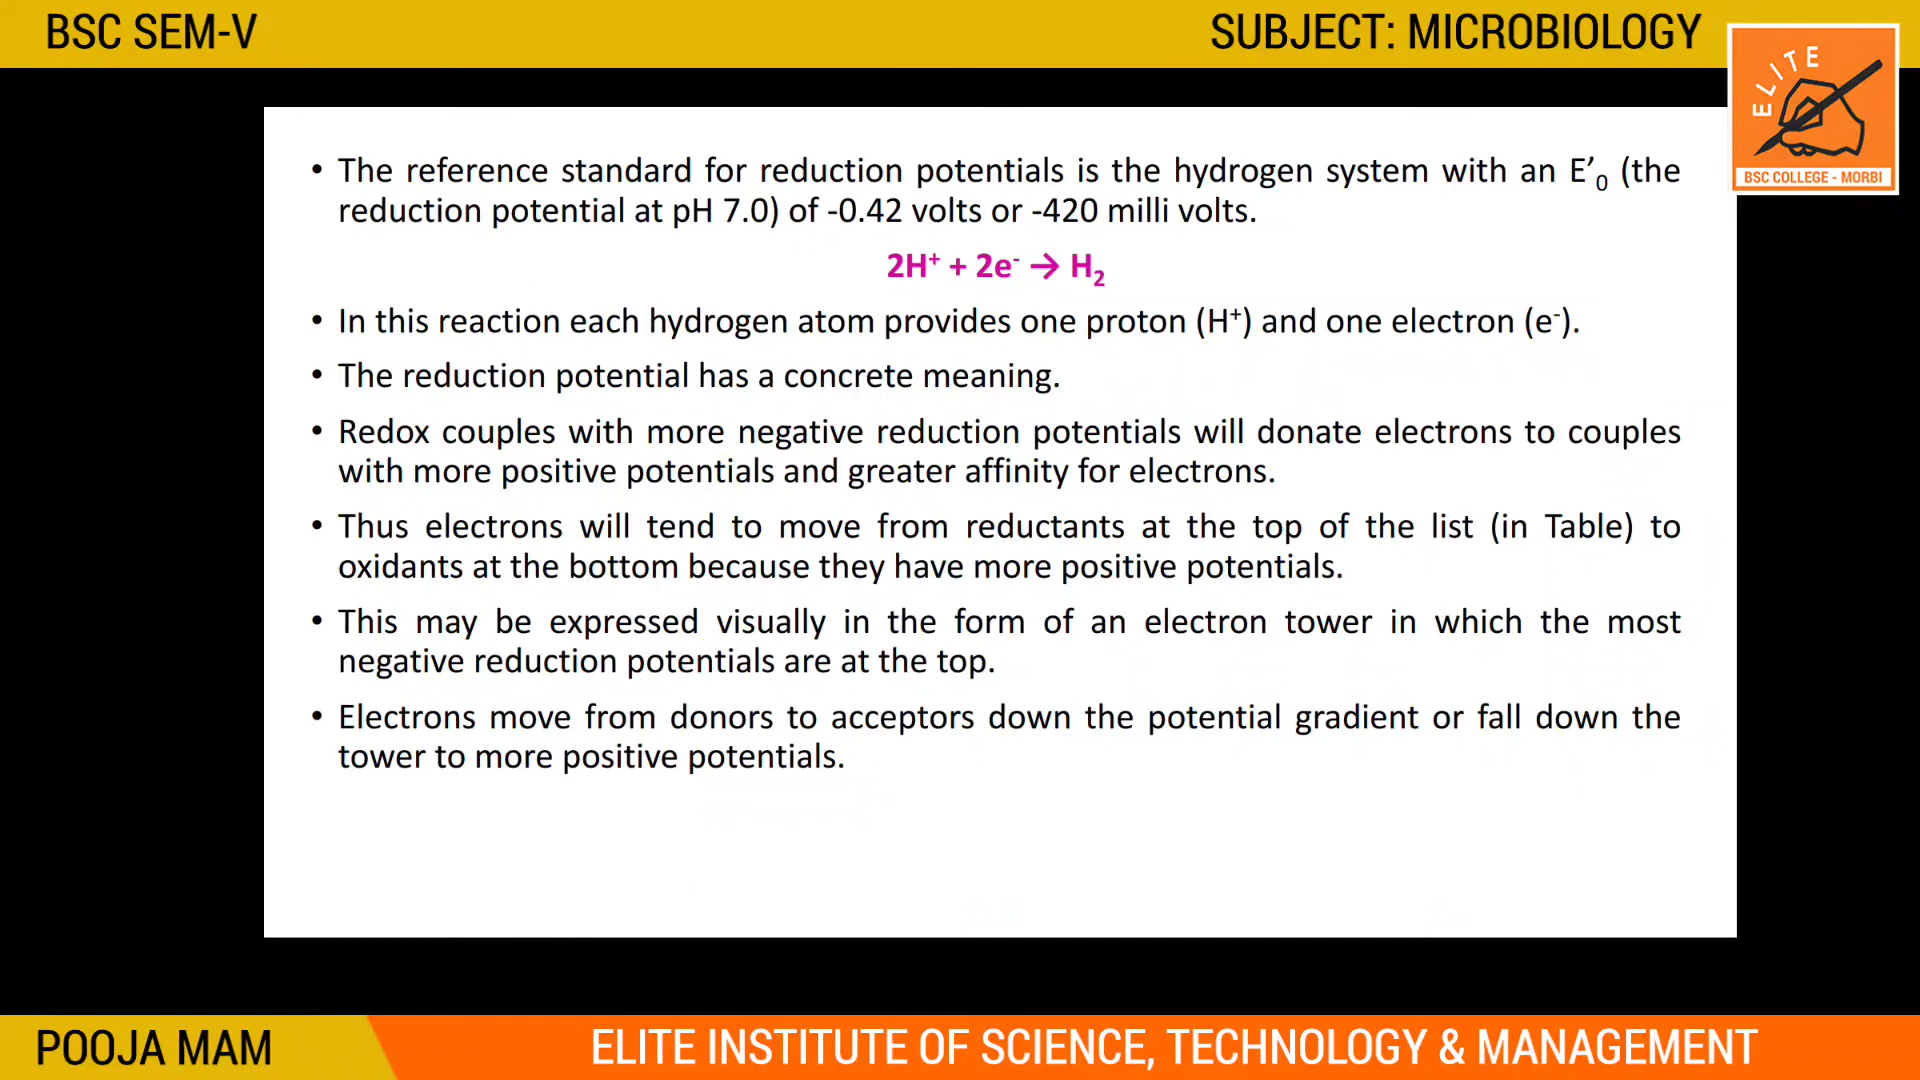 BSC SEM-V
SUBJECT: MICROBIOLOGY
ELITE
BSC COLLEGE - MORBI
• The reference standard for reduction potentials is the hydrogen system with an E’₀ (the
reduction potential at pH 7.0) of -0.42 volts or -420 milli volts.
2H⁺ + 2e⁻ → H₂
• In this reaction each hydrogen atom provides one proton (H⁺) and one electron (e⁻).
• The reduction potential has a concrete meaning.
• Redox couples with more negative reduction potentials will donate electrons to couples
with more positive potentials and greater affinity for electrons.
• Thus electrons will tend to move from reductants at the top of the list (in Table) to
oxidants at the bottom because they have more positive potentials.
• This may be expressed visually in the form of an electron tower in which the most
negative reduction potentials are at the top.
• Electrons move from donors to acceptors down the potential gradient or fall down the
tower to more positive potentials.
POOJA MAM
ELITE INSTITUTE OF SCIENCE, TECHNOLOGY & MANAGEMENT